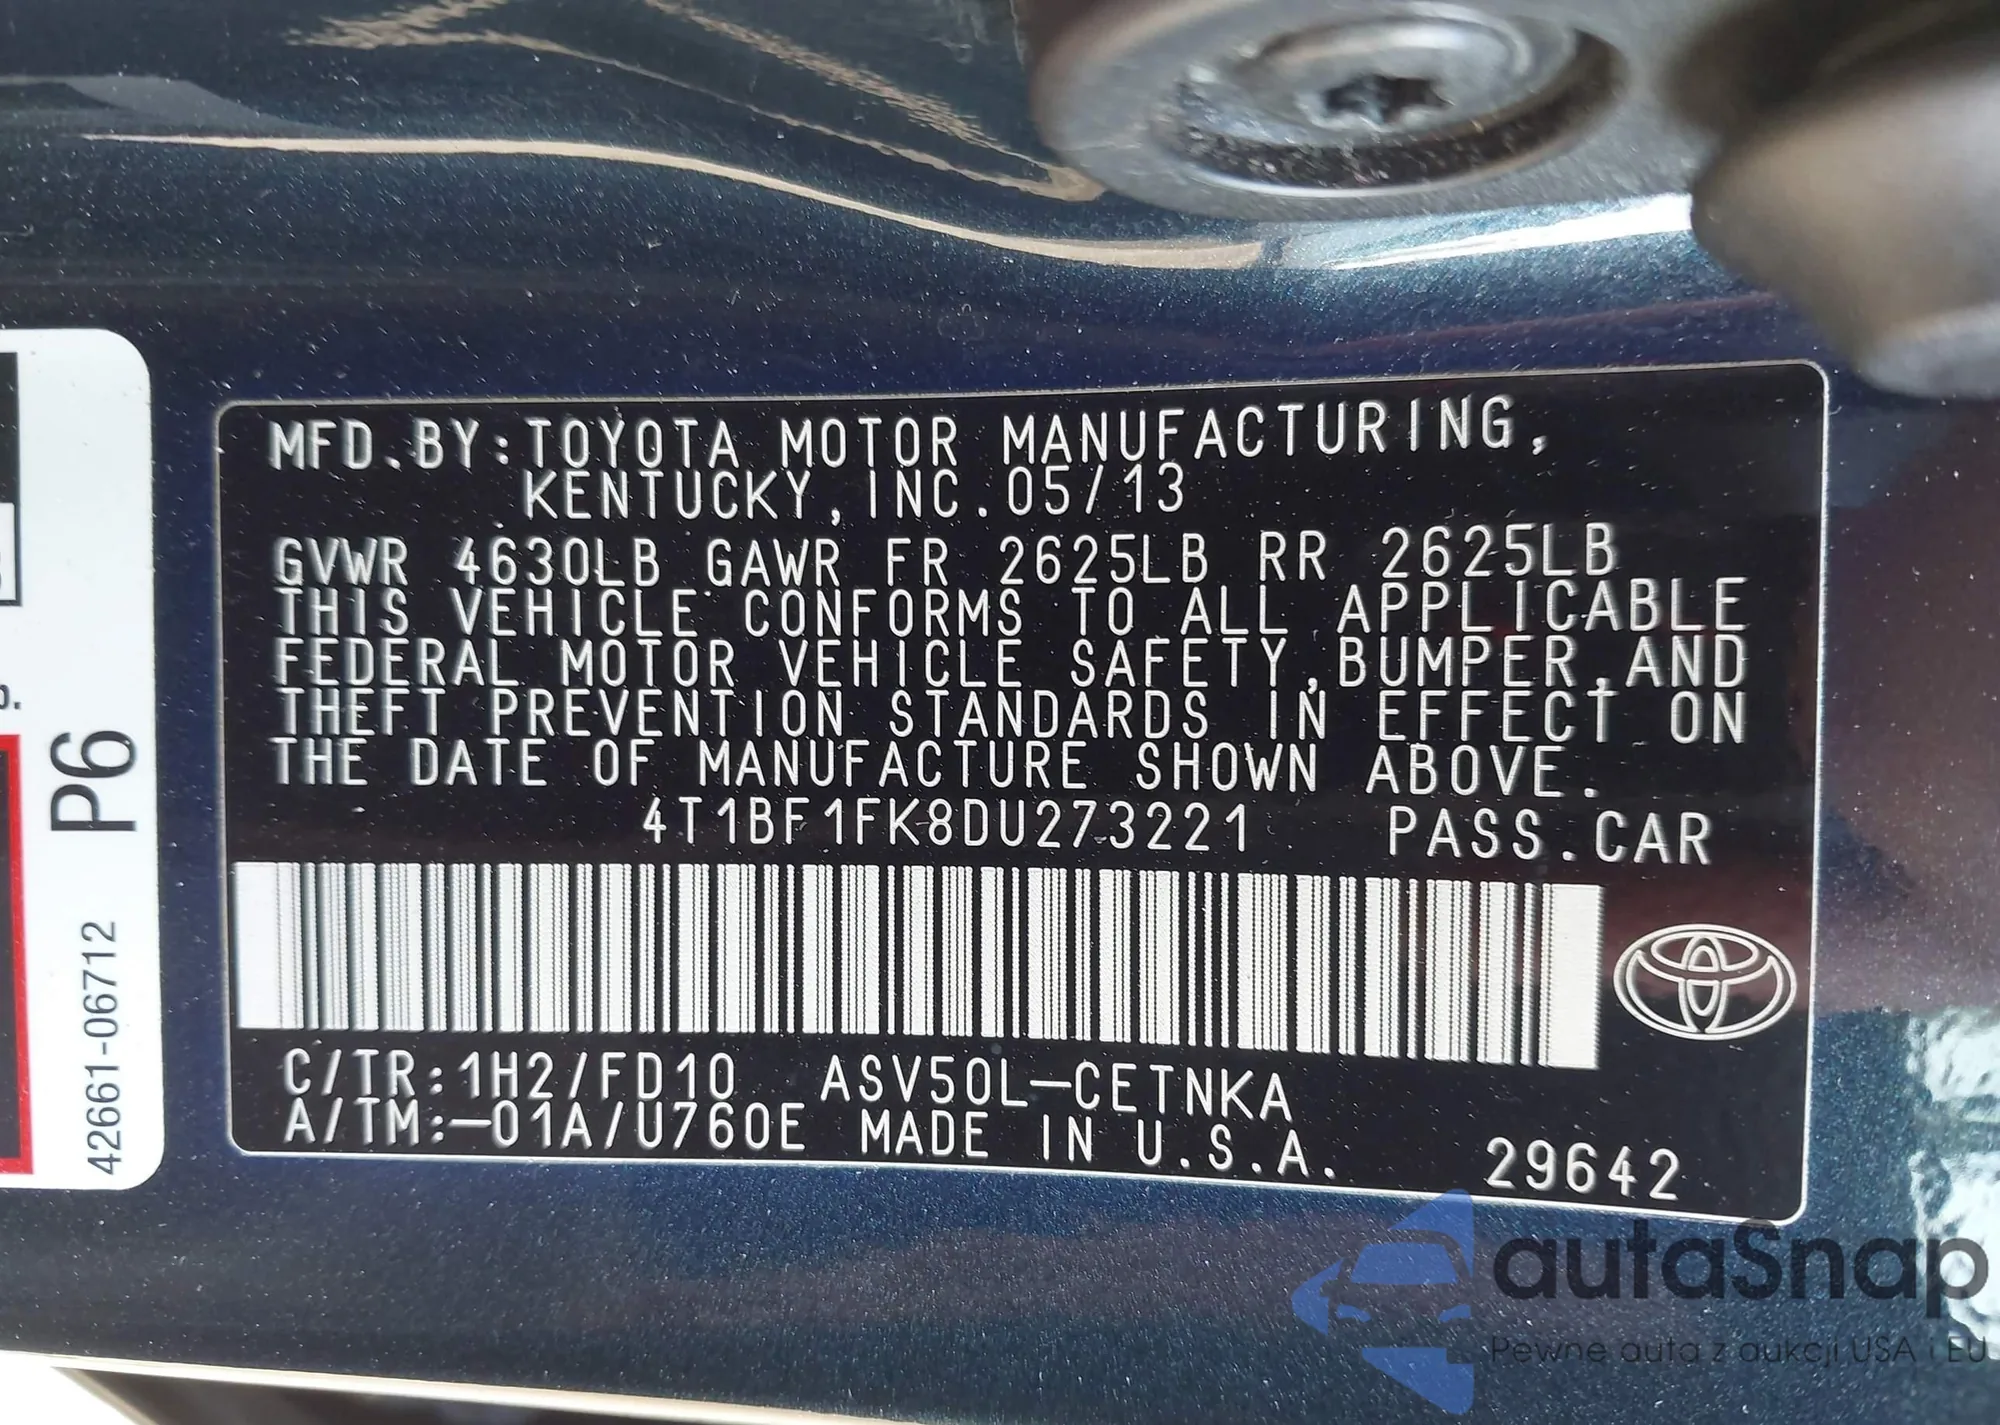 MFD.BY:TOYOTA MOTOR MANUFACTURING,
KENTUCKY, INC. 05/13
GVWR 4630LB GAWR FR 2625LB RR 2625LB
THIS VEHICLE CONFORMS TO ALL APPLICABLE
FEDERAL MOTOR VEHICLE SAFETY, BUMPER, AND
THEFT PREVENTION STANDARDS IN EFFECT ON
THE DATE OF MANUFACTURE SHOWN ABOVE.
4T1BF1FK8DU273221 PASS.CAR
C/TR:1H2/FD10 ASV50L-CETNKA
A/TM:-01A/U760E MADE IN U.S.A. 29642
P6
42661-06712
autaSnap
Pewne auta z aukcji USA i EU